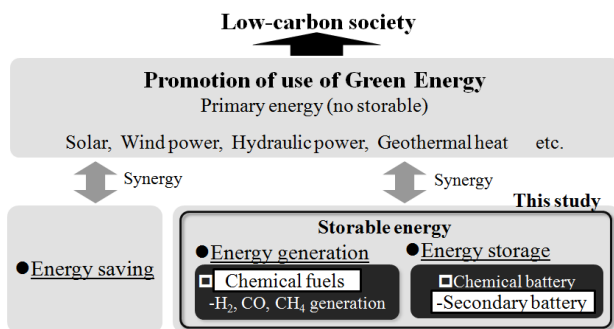 Low-carbon society
Promotion of use of Green Energy
Primary energy (no storable)
Solar, Wind power, Hydraulic power, Geothermal heat etc.
Synergy
Synergy
This study
●Energy saving
Storable energy
●Energy generation
Chemical fuels
-H₂, CO, CH₄ generation
●Energy storage
Chemical battery
-Secondary battery